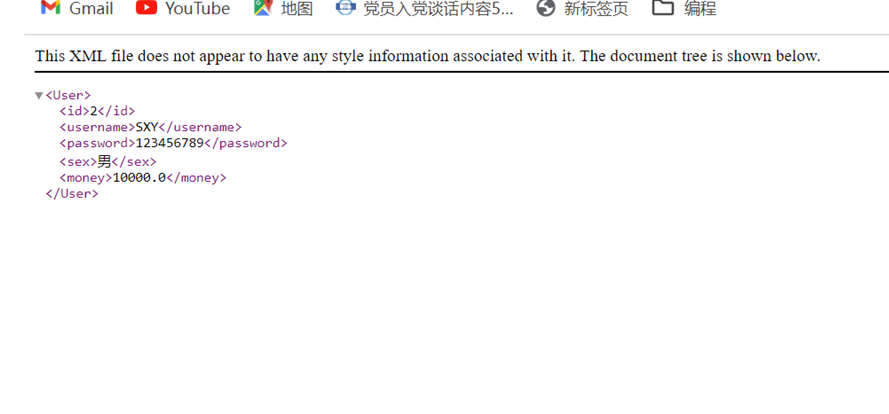 Gmail YouTube 地图 党员入党谈话内容5... 新标签页 编程
This XML file does not appear to have any style information associated with it. The document tree is shown below.
▼<User>
<id>2</id>
<username>SXY</username>
<password>123456789</password>
<sex>男</sex>
<money>10000.0</money>
</User>